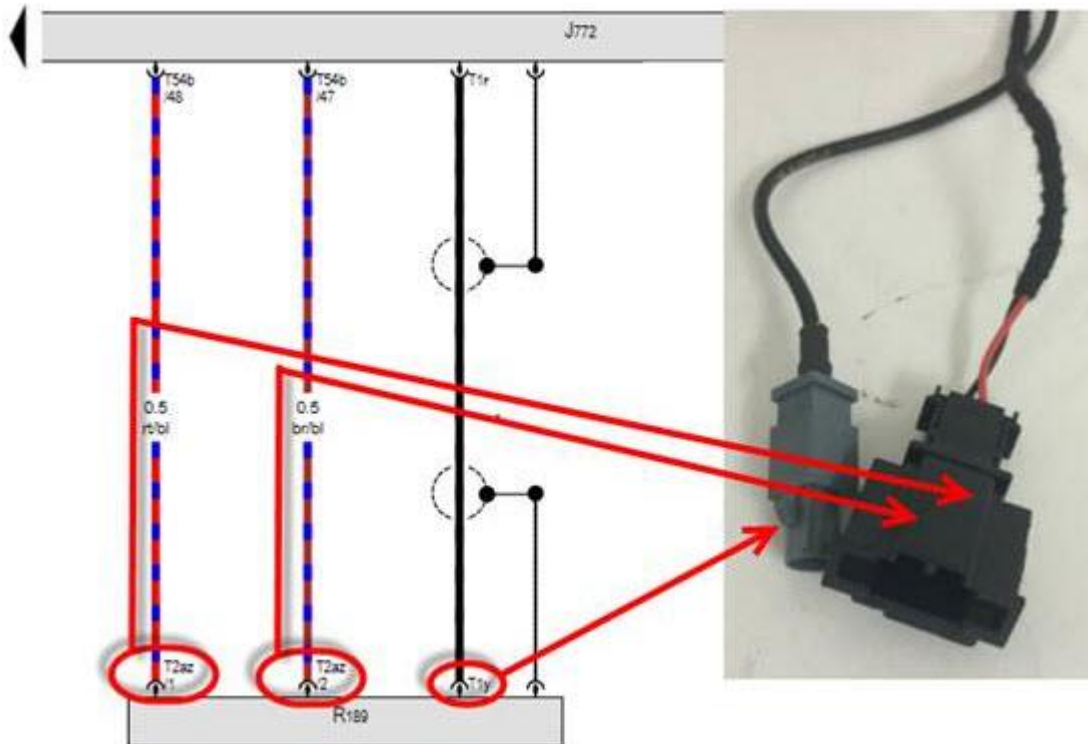 J772
T54b
/48
T54b
/47
T1r
0.5
rt/bl
0.5
br/bl
T2az
/1
T2az
/2
T1y
R189